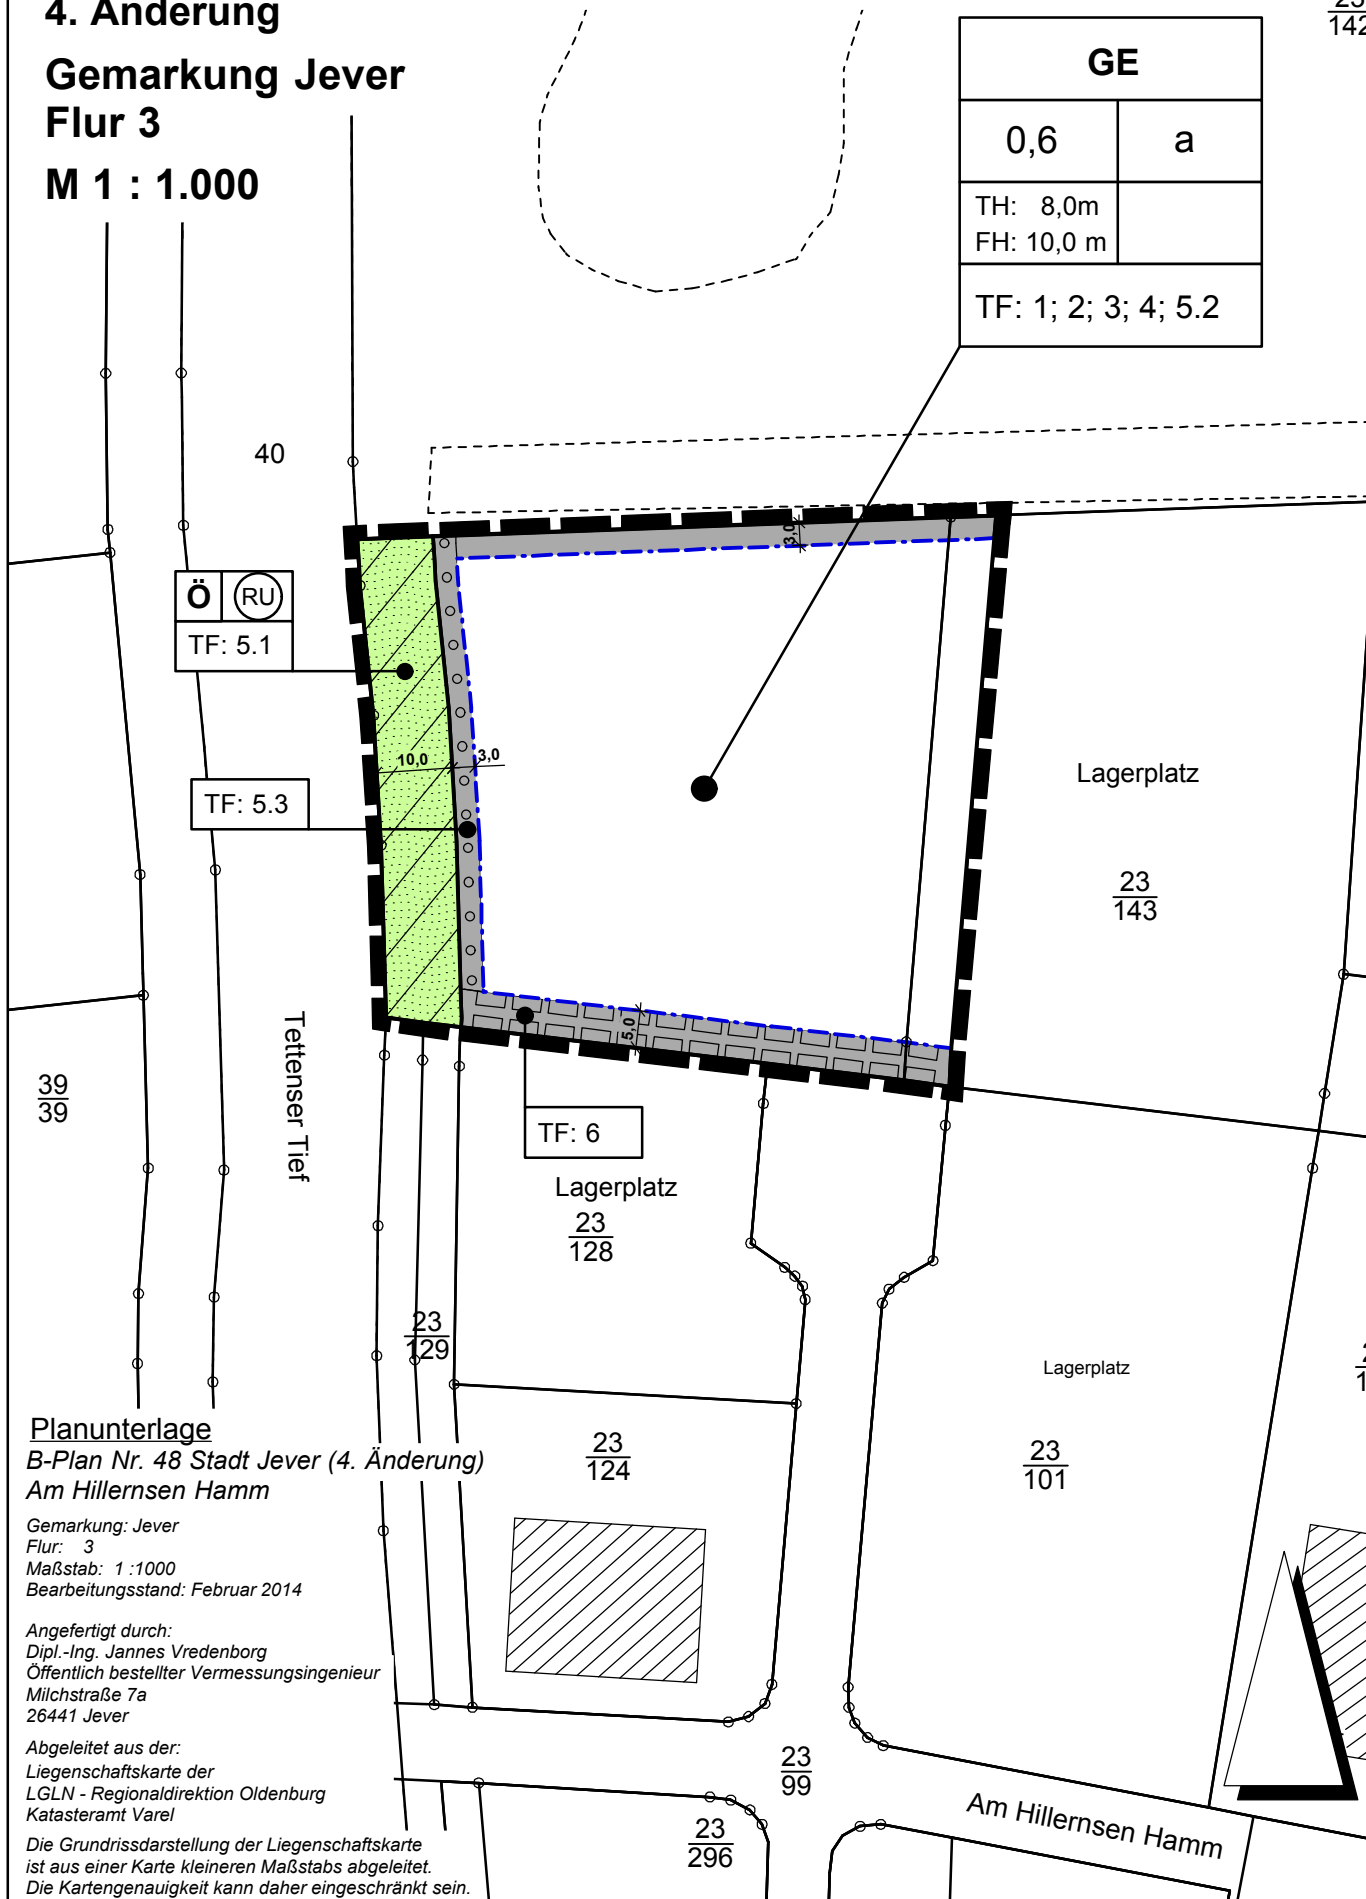 4. Änderung
Gemarkung Jever
Flur 3
M 1 : 1.000
GE
0,6
a
TH: 8,0m
FH: 10,0 m
TF: 1; 2; 3; 4; 5.2
142
40
3,0
Ö
RU
TF: 5.1
10,0
3,0
TF: 5.3
Lagerplatz
23
143
5,0
Tettenser Tief
39
39
TF: 6
Lagerplatz
23
128
23
129
Lagerplatz
23
124
23
101
Planunterlage
B-Plan Nr. 48 Stadt Jever (4. Änderung)
Am Hillernsen Hamm
Gemarkung: Jever
Flur: 3
Maßstab: 1 :1000
Bearbeitungsstand: Februar 2014
Angefertigt durch:
Dipl.-Ing. Jannes Vredenborg
Öffentlich bestellter Vermessungsingenieur
Milchstraße 7a
26441 Jever
Abgeleitet aus der:
Liegenschaftskarte der
LGLN - Regionaldirektion Oldenburg
Katasteramt Varel
Die Grundrissdarstellung der Liegenschaftskarte
ist aus einer Karte kleineren Maßstabs abgeleitet.
Die Kartengenauigkeit kann daher eingeschränkt sein.
23
99
Am Hillernsen Hamm
23
296